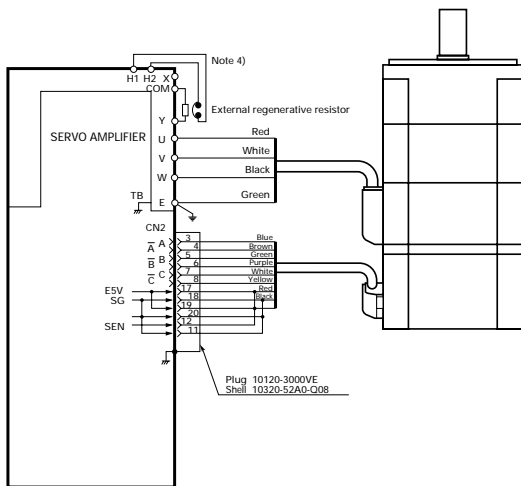 H1 H2 X
Note 4)
COM
External regenerative resistor
Y
SERVO AMPLIFIER
U Red
V White
W Black
TB E Green
CN2
A 3 Blue
A 4 Brown
B 5 Green
B 6 Purple
C 7 White
C 8 Yellow
E5V 17 Red
SG 18 Black
19
20
SEN 12
11
Plug 10120-3000VE
Shell 10320-52A0-Q08